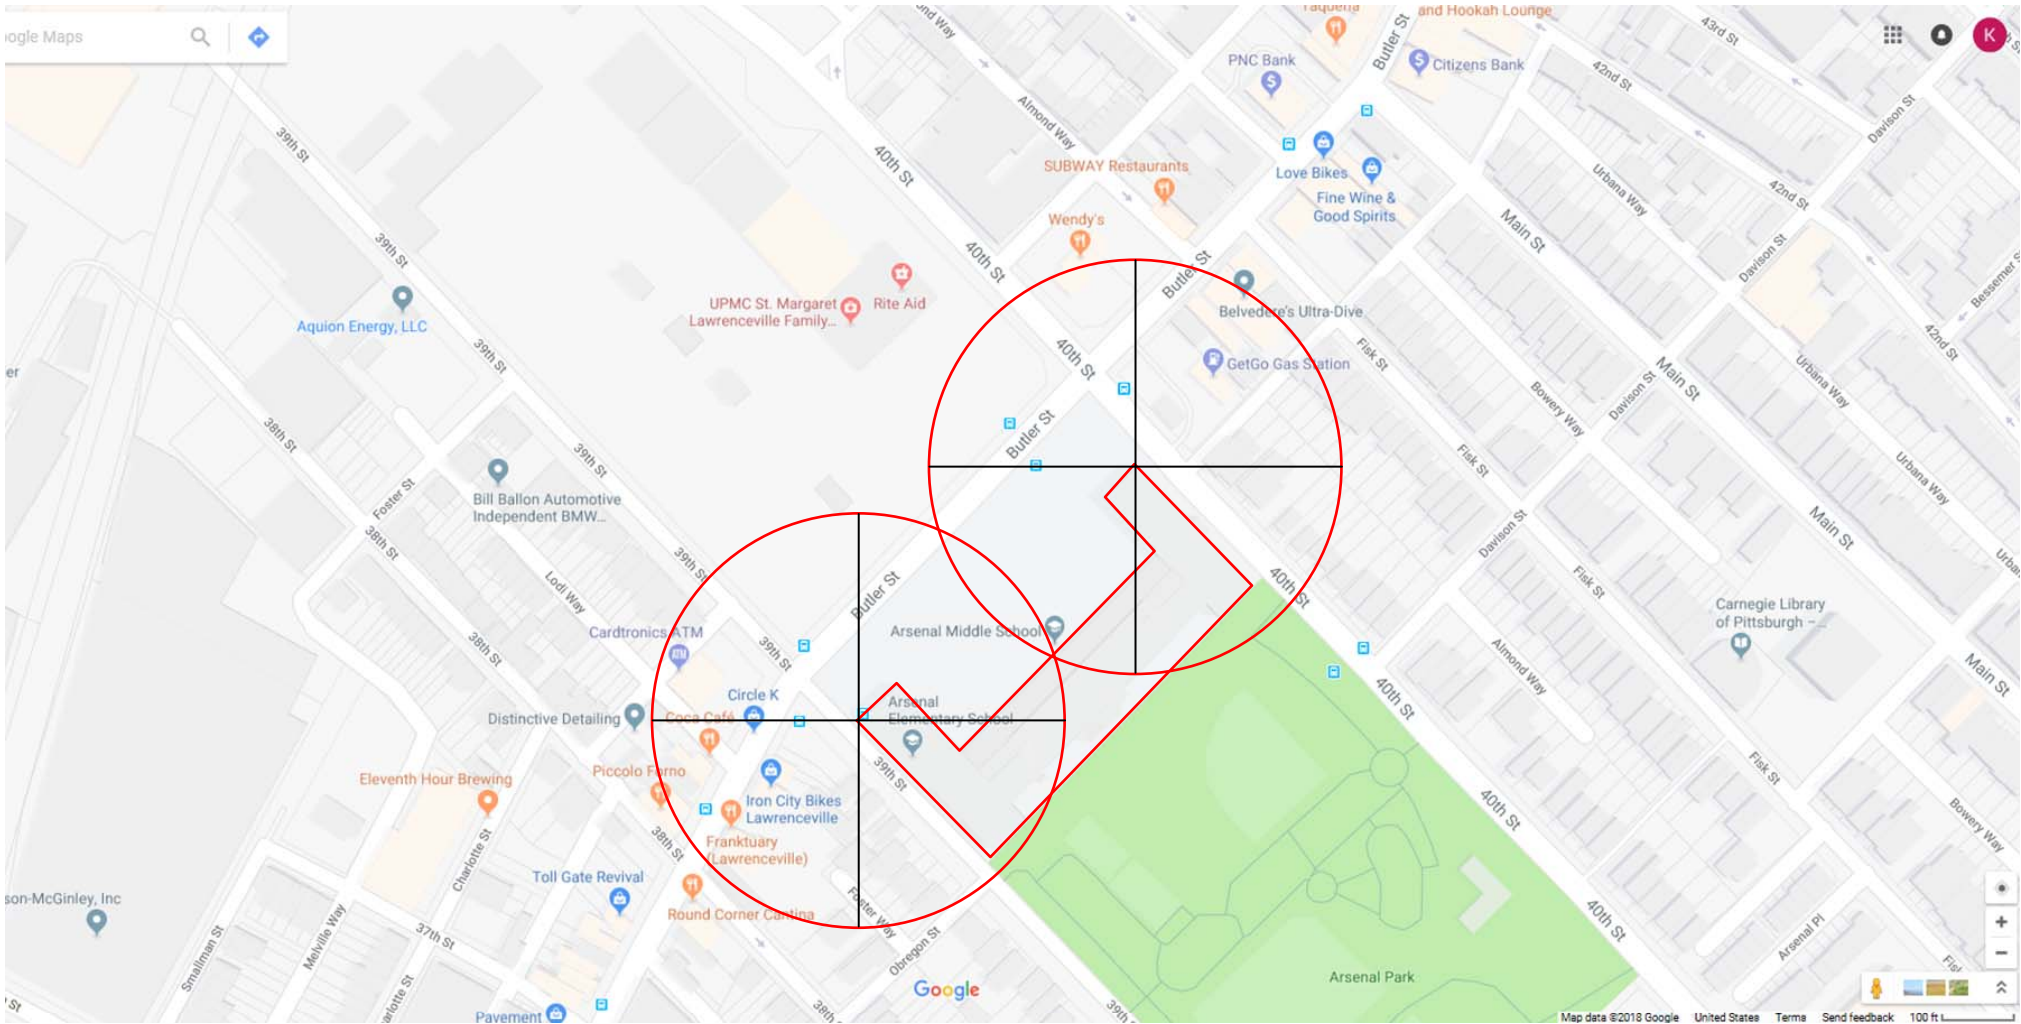 oogle Maps
nd Way
Taqueria
and Hookah Lounge
43rd St
K
Butler St
PNC Bank
Citizens Bank
42nd St
Davison St
39th St
Almond Way
40th St
SUBWAY Restaurants
Love Bikes
Fine Wine &
Good Spirits
Urbana Way
42nd St
Main St
Wendy's
39th St
40th St
Butler St
Davison St
Bessemer S
UPMC St. Margaret
Lawrenceville Family...
Rite Aid
Belvedere's Ultra-Dive
Aquion Energy, LLC
39th St
40th St
Fisk St
GetGo Gas Station
42nd St
Main St
Urbana Way
er
Davison St
Bowery Way
Butler St
38th St
39th St
Fisk St
Urbana Way
Foster St
Bill Ballon Automotive
Independent BMW...
Main St
Davison St
38th St
39th St
Lodi Way
Butler St
40th St
Fisk St
Urban
Carnegie Library
of Pittsburgh –...
Cardtronics ATM
Arsenal Middle School
38th St
39th St
Almond Way
Main St
Circle K
Arsenal
Elementary School
40th St
Distinctive Detailing
Coca Café
Eleventh Hour Brewing
Piccolo Forno
39th St
Fisk St
Iron City Bikes
Lawrenceville
40th St
Bowery Way
38th St
Franktuary
(Lawrenceville)
Charlotte St
Toll Gate Revival
son-McGinley, Inc
Round Corner Cantina
Foster Way
40th St
Smallman St
Melville Way
37th St
Obregon St
Arsenal Pl
Fisk
Arsenal Park
Google
St
arlotte St
Pavement
38th
39th
Map data ©2018 Google United States Terms Send feedback 100 ft